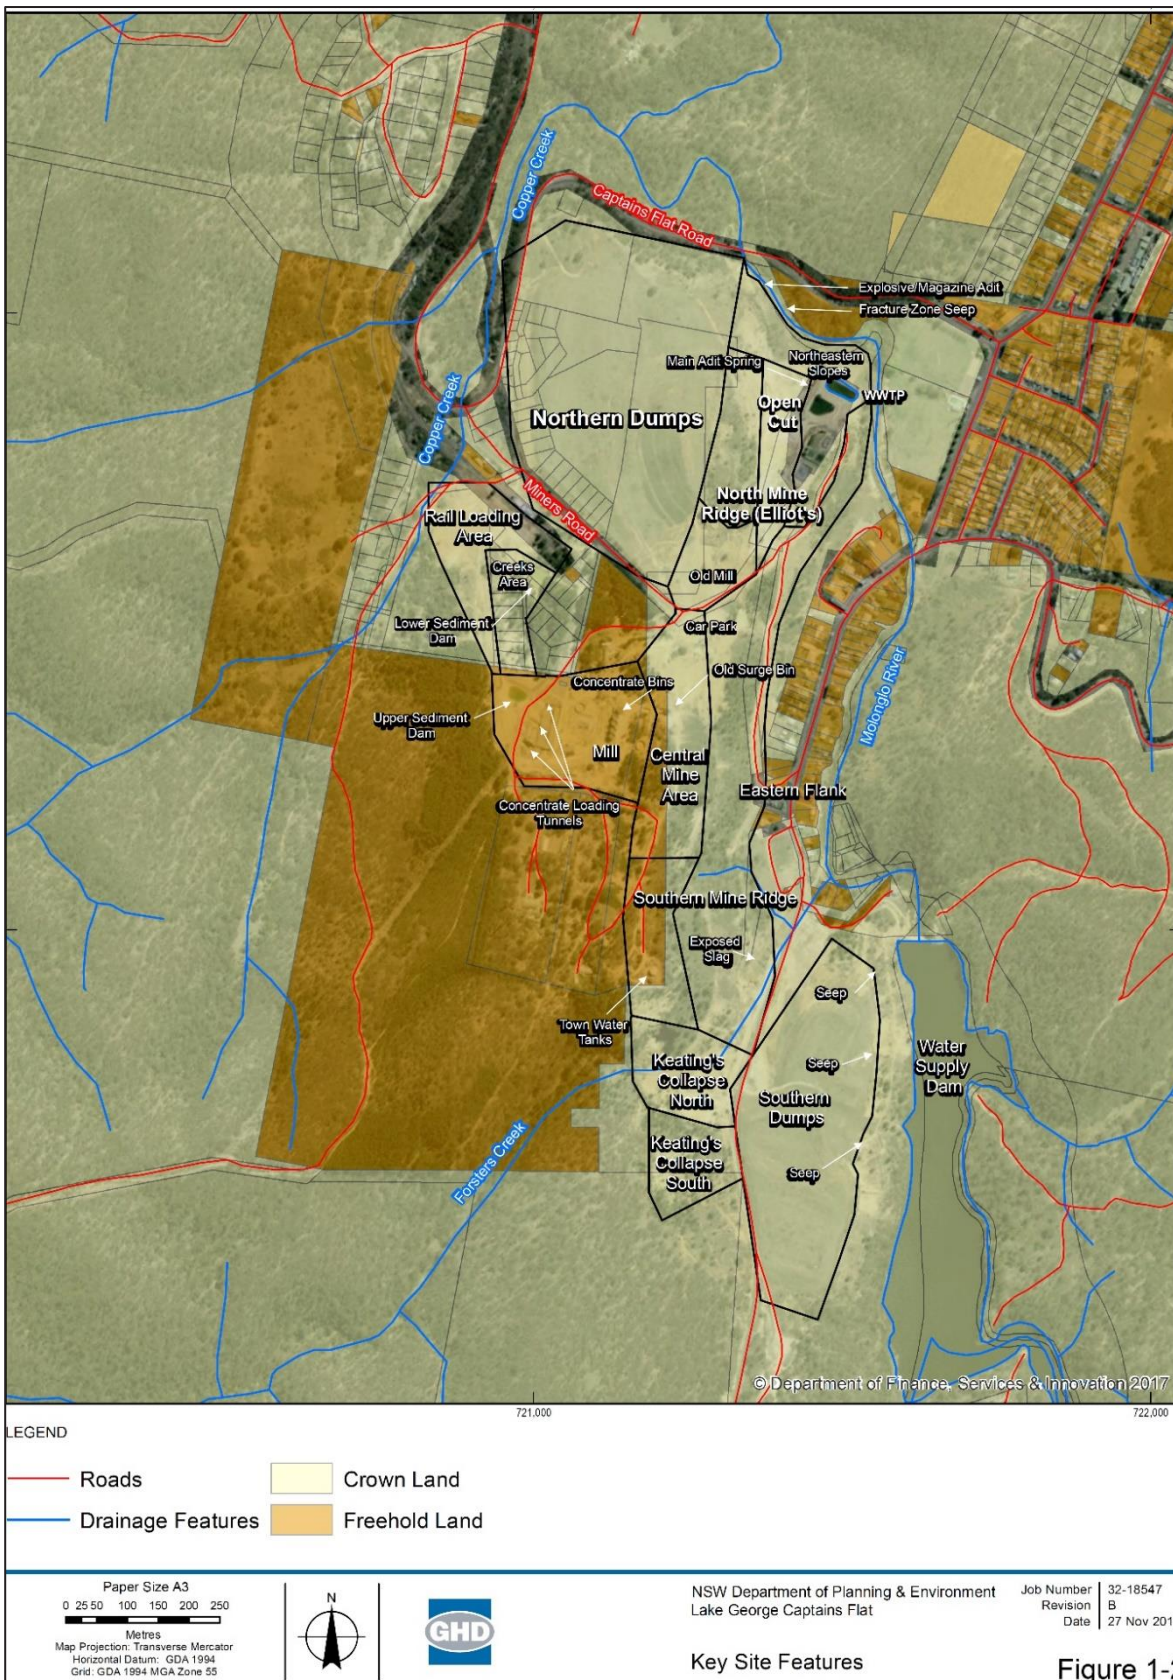 Copper Creek
Captains Flat Road
Explosive/Magazine Adit
Fracture Zone Seep
Main Adit Spring
Northeastern
Slopes
WWTP
Open
Cut
Northern Dumps
Copper Creek
Miners Road
North Mine
Ridge (Elliot's)
Rail Loading
Area
Creeks
Area
Old Mill
Lower Sediment
Dam
Car Park
Old Surge Bin
Concentrate Bins
Molonglo River
Upper Sediment
Dam
Mill
Central
Mine
Area
Eastern Flank
Concentrate Loading
Tunnels
Southern Mine Ridge
Exposed
Slag
Seep
Town Water
Tanks
Seep
Water
Supply
Dam
Keating's
Collapse
North
Southern
Dumps
Forsters Creek
Keating's
Collapse
South
Seep
© Department of Finance, Services & Innovation 2017
721,000
722,000
LEGEND
Roads
Crown Land
Drainage Features
Freehold Land
Paper Size A3
0 25 50 100 150 200 250
Metres
Map Projection: Transverse Mercator
Horizontal Datum: GDA 1994
Grid: GDA 1994 MGA Zone 55
N
GHD
NSW Department of Planning & Environment
Lake George Captains Flat
Key Site Features
Job Number 32-18547
Revision B
Date 27 Nov 201
Figure 1-2